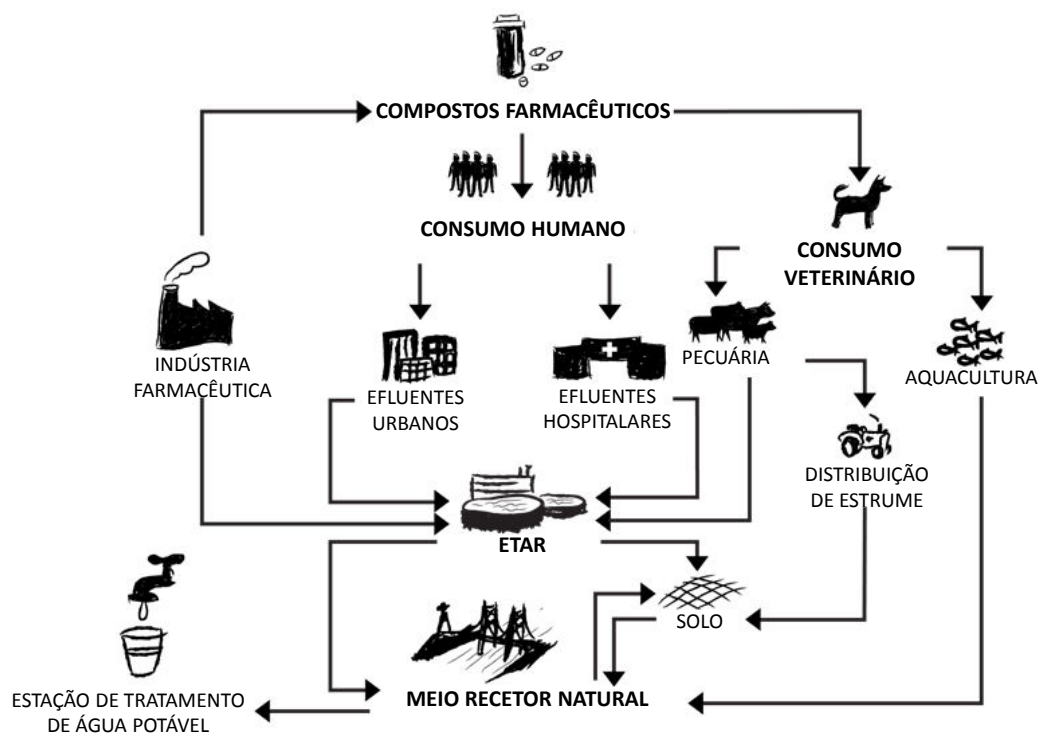 COMPOSTOS FARMACÊUTICOS
CONSUMO HUMANO
CONSUMO
VETERINÁRIO
INDÚSTRIA
FARMACÊUTICA
EFLUENTES
URBANOS
EFLUENTES
HOSPITALARES
PECUÁRIA
AQUACULTURA
DISTRIBUIÇÃO
DE ESTRUME
ETAR
SOLO
MEIO RECETOR NATURAL
ESTAÇÃO DE TRATAMENTO
DE ÁGUA POTÁVEL